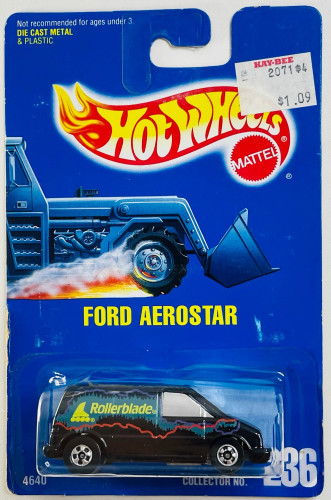 Not recommended for ages under 3.
DIE CAST METAL
& PLASTIC
KAY-BEE
2071$4
$1.09
Hot Wheels
®
MATTEL
®
FORD AEROSTAR
Rollerblade
4640
COLLECTOR NO.
236